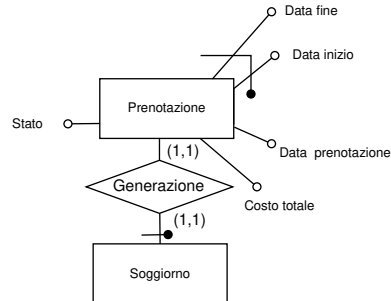 Data fine
Data inizio
Prenotazione
Stato
(1,1)
Data prenotazione
Generazione
Costo totale
(1,1)
Soggiorno